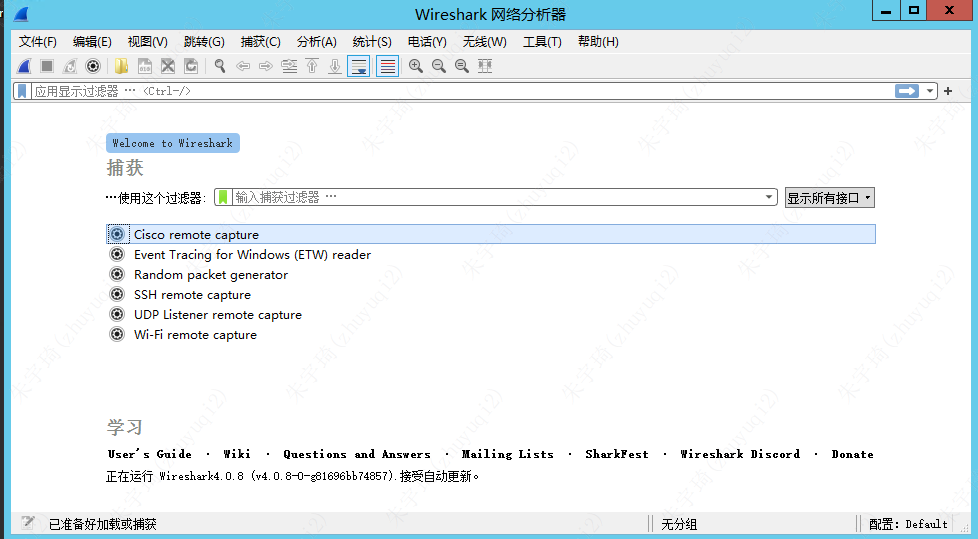 Wireshark 网络分析器
文件(F) 编辑(E) 视图(V) 跳转(G) 捕获(C) 分析(A) 统计(S) 电话(Y) 无线(W) 工具(T) 帮助(H)
应用显示过滤器 … <Ctrl-/>
Welcome to Wireshark
捕获
…使用这个过滤器: 输入捕获过滤器 … 显示所有接口
Cisco remote capture
Event Tracing for Windows (ETW) reader
Random packet generator
SSH remote capture
UDP Listener remote capture
Wi-Fi remote capture
学习
User's Guide · Wiki · Questions and Answers · Mailing Lists · SharkFest · Wireshark Discord · Donate
正在运行 Wireshark4.0.8 (v4.0.8-0-g81696bb74857).接受自动更新。
已准备好加载或捕获 无分组 配置: Default
朱宇琦(zhuyuqi2)